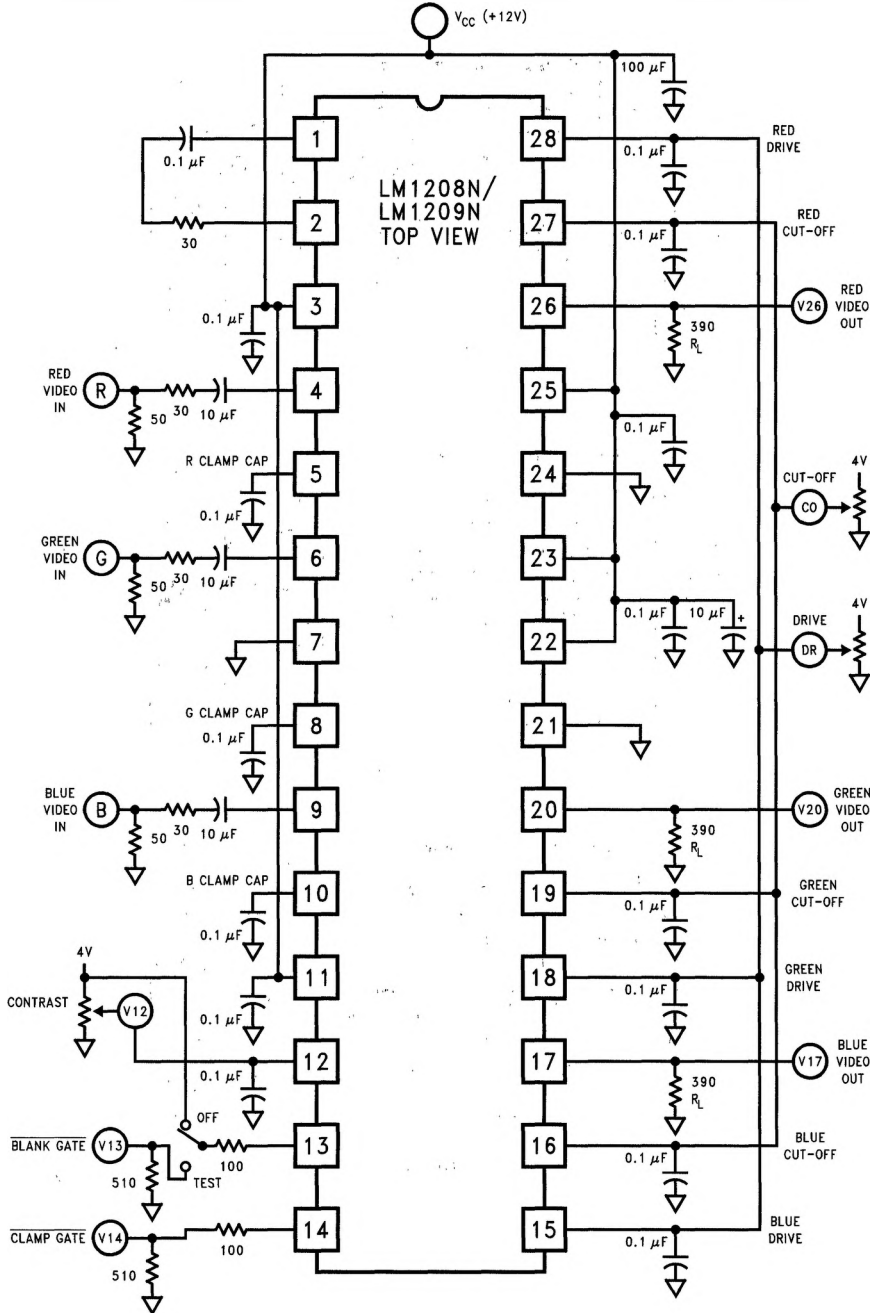 VCC (+12V)
100 μF
LM1208N/
LM1209N
TOP VIEW
1
0.1 μF
2
30
3
0.1 μF
RED
VIDEO
IN
R
50
30
10 μF
4
R CLAMP CAP
0.1 μF
5
GREEN
VIDEO
IN
G
50
30
10 μF
6
7
G CLAMP CAP
0.1 μF
8
BLUE
VIDEO
IN
B
50
30
10 μF
9
B CLAMP CAP
0.1 μF
10
0.1 μF
11
4V
CONTRAST
V12
0.1 μF
12
OFF
BLANK GATE
V13
510
TEST
100
13
CLAMP GATE
V14
510
100
14
28
0.1 μF
RED
DRIVE
27
0.1 μF
RED
CUT-OFF
26
390
RL
V26
RED
VIDEO
OUT
25
0.1 μF
24
CUT-OFF
CO
4V
23
0.1 μF
10 μF
+
22
DRIVE
DR
4V
21
20
390
RL
V20
GREEN
VIDEO
OUT
19
0.1 μF
GREEN
CUT-OFF
18
0.1 μF
GREEN
DRIVE
17
390
RL
V17
BLUE
VIDEO
OUT
16
0.1 μF
BLUE
CUT-OFF
15
0.1 μF
BLUE
DRIVE